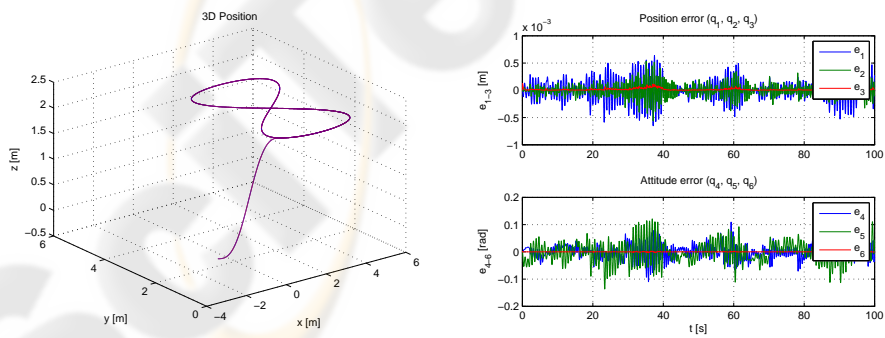 3D Position
2.5
2
1.5
1
0.5
0
−0.5
z [m]
6
4
2
0
y [m]
−4
−2
0
2
4
6
x [m]
Position error (q1, q2, q3)
x 10−3
1
0.5
0
−0.5
−1
e1−3 [m]
0
20
40
60
80
100
e1
e2
e3
Attitude error (q4, q5, q6)
0.2
0.1
0
−0.1
−0.2
e4−6 [rad]
0
20
40
60
80
100
t [s]
e4
e5
e6